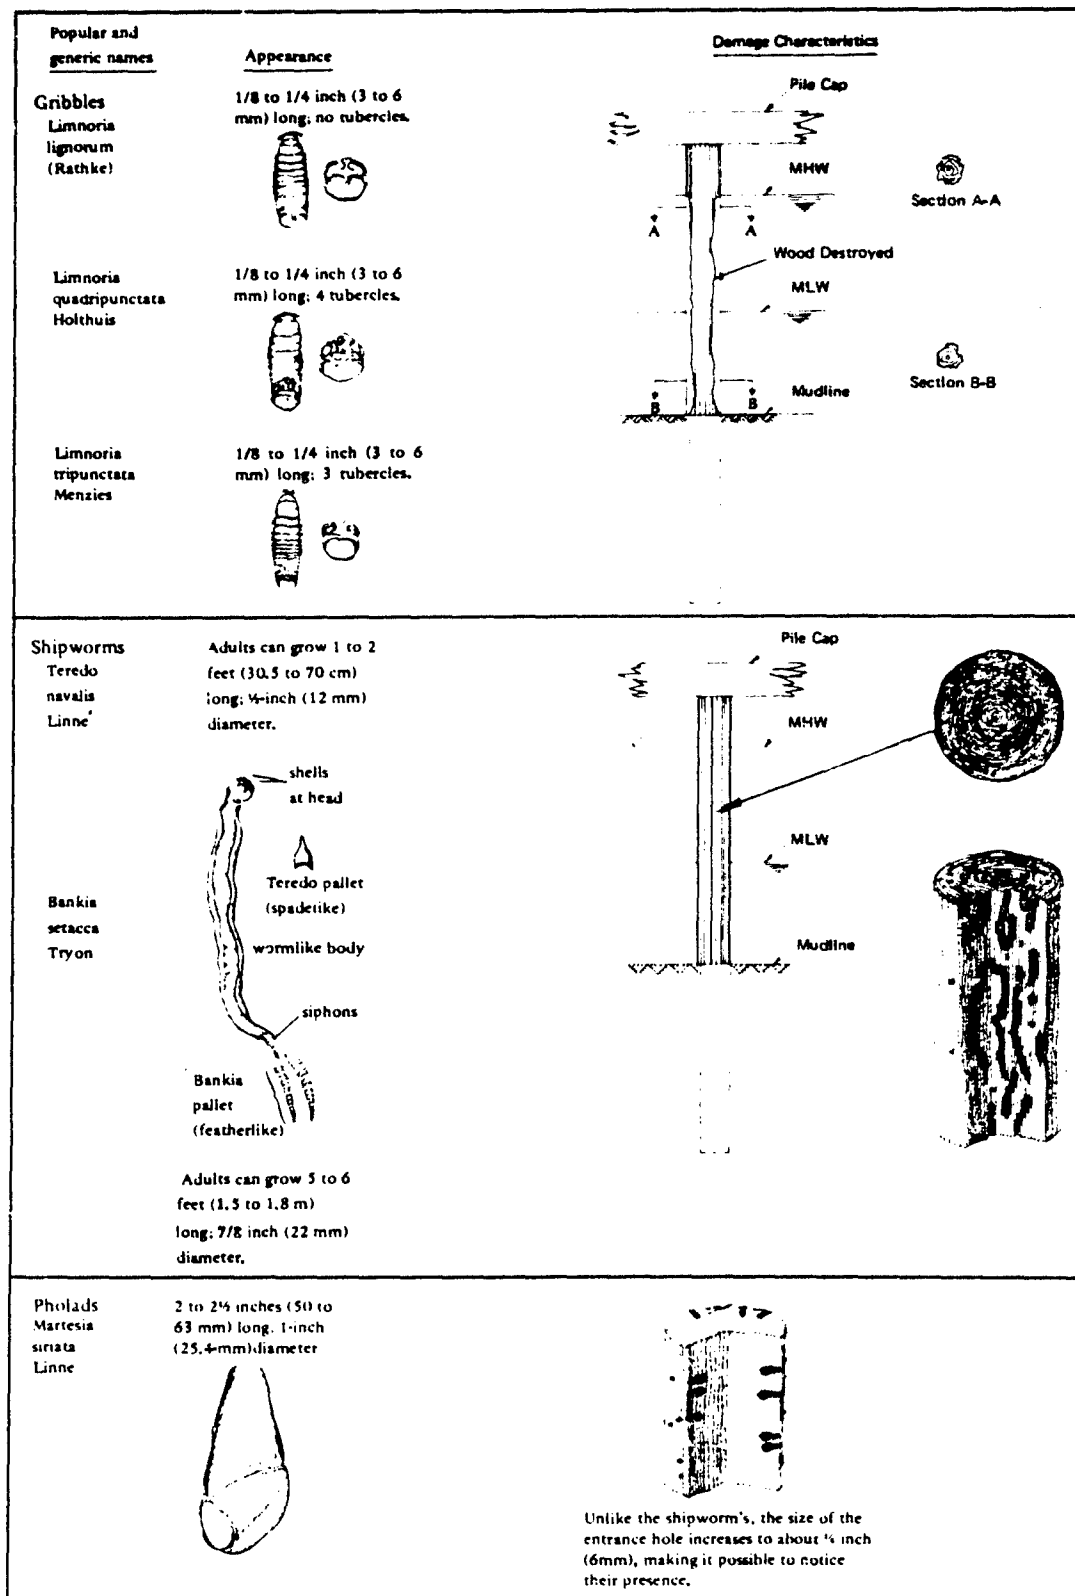 Popular and
generic names
Appearance
Damage Characteristics
Gribbles
Limnoria
lignorum
(Rathke)
1/8 to 1/4 inch (3 to 6
mm) long; no tubercles.
Limnoria
quadripunctata
Holthuis
1/8 to 1/4 inch (3 to 6
mm) long; 4 tubercles.
Limnoria
tripunctata
Menzies
1/8 to 1/4 inch (3 to 6
mm) long; 3 tubercles.
Pile Cap
MHW
A
A
Section A-A
Wood Destroyed
MLW
Section B-B
B
B
Mudline
Shipworms
Teredo
navalis
Linne'
Adults can grow 1 to 2
feet (30.5 to 70 cm)
long; ½-inch (12 mm)
diameter.
shells
at head
Teredo pallet
(spadelike)
Bankia
setacca
Tryon
wormlike body
siphons
Bankia
pallet
(featherlike)
Adults can grow 5 to 6
feet (1.5 to 1.8 m)
long; 7/8 inch (22 mm)
diameter.
Pile Cap
MHW
MLW
Mudline
Pholads
Martesia
striata
Linne
2 to 2½ inches (50 to
63 mm) long. 1-inch
(25.4-mm) diameter
Unlike the shipworm's, the size of the
entrance hole increases to about ¼ inch
(6mm), making it possible to notice
their presence.